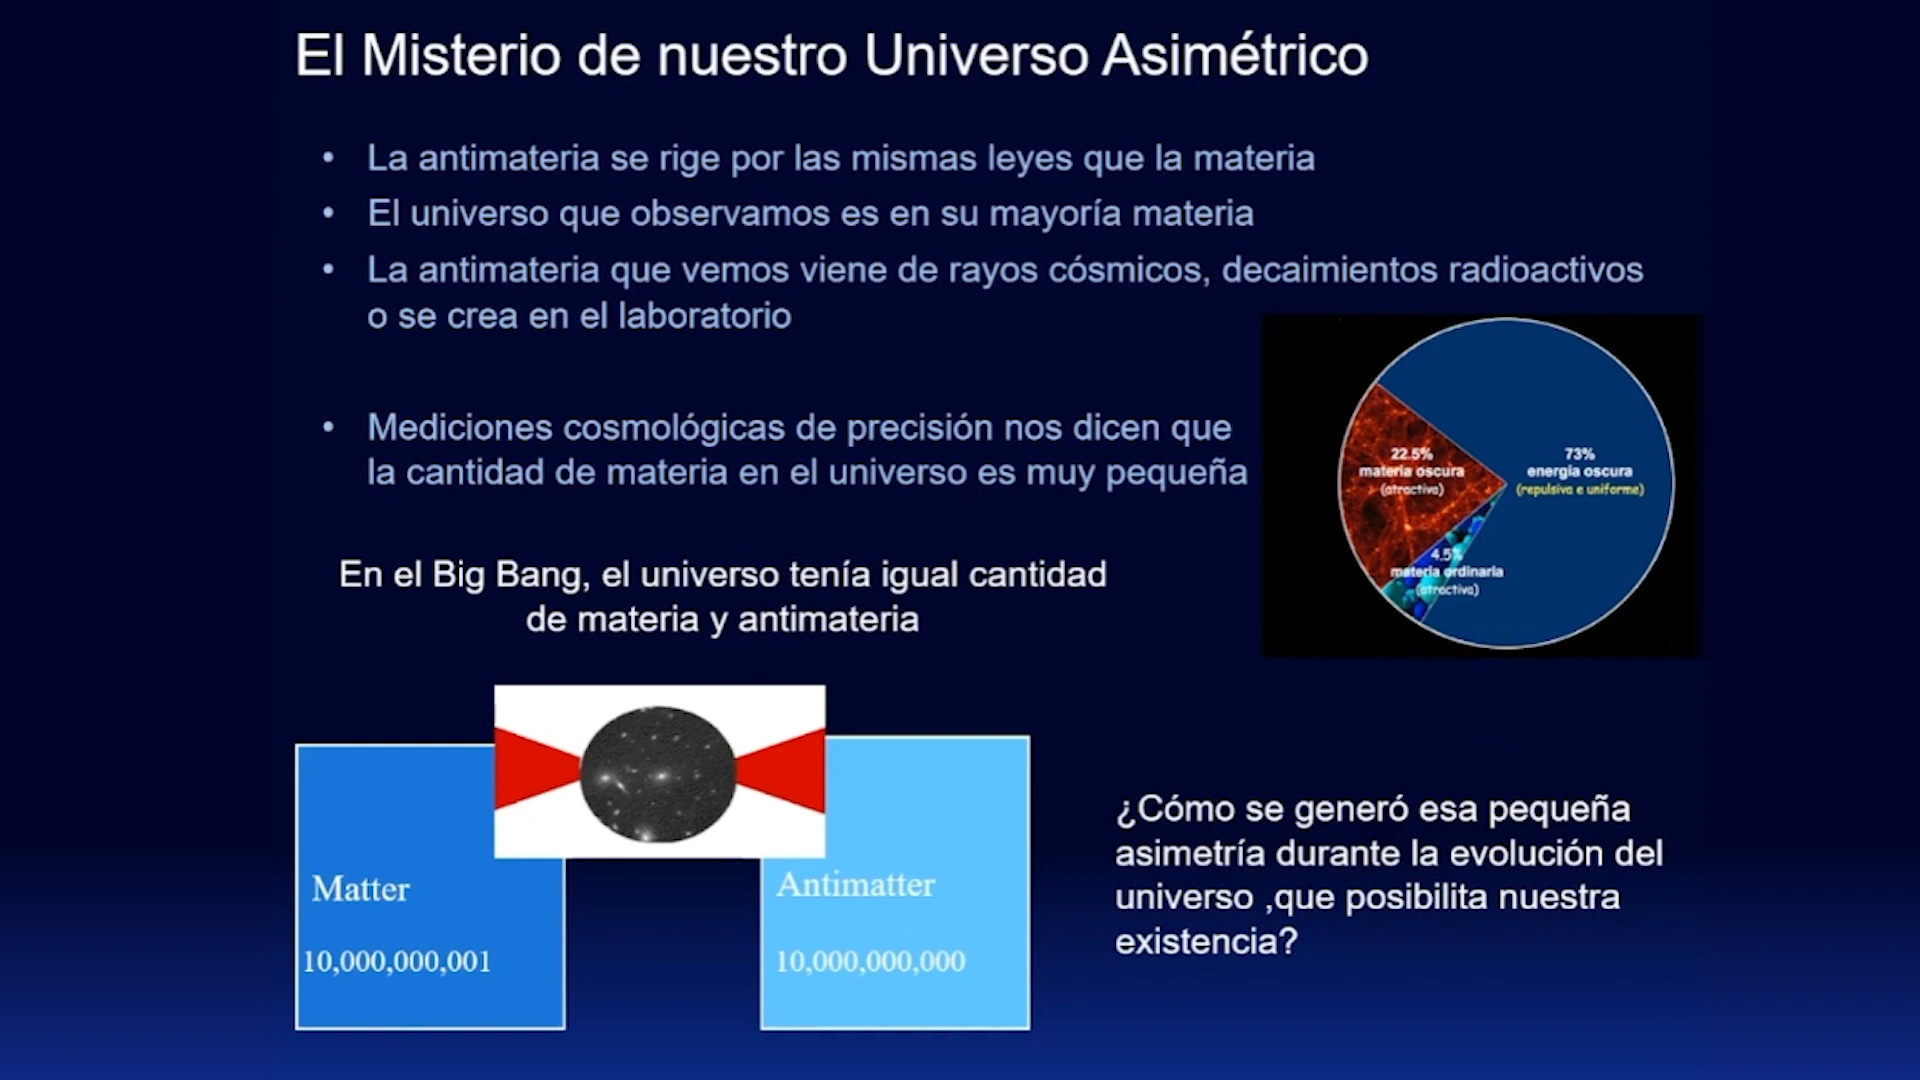 El Misterio de nuestro Universo Asimétrico
• La antimateria se rige por las mismas leyes que la materia
• El universo que observamos es en su mayoría materia
• La antimateria que vemos viene de rayos cósmicos, decaimientos radioactivos
o se crea en el laboratorio
• Mediciones cosmológicas de precisión nos dicen que
la cantidad de materia en el universo es muy pequeña
22.5%
materia oscura
(atractiva)
73%
energía oscura
(repulsiva e uniforme)
4.5%
materia ordinaria
(atractiva)
En el Big Bang, el universo tenía igual cantidad
de materia y antimateria
Matter
10,000,000,001
Antimatter
10,000,000,000
¿Cómo se generó esa pequeña
asimetría durante la evolución del
universo ,que posibilita nuestra
existencia?